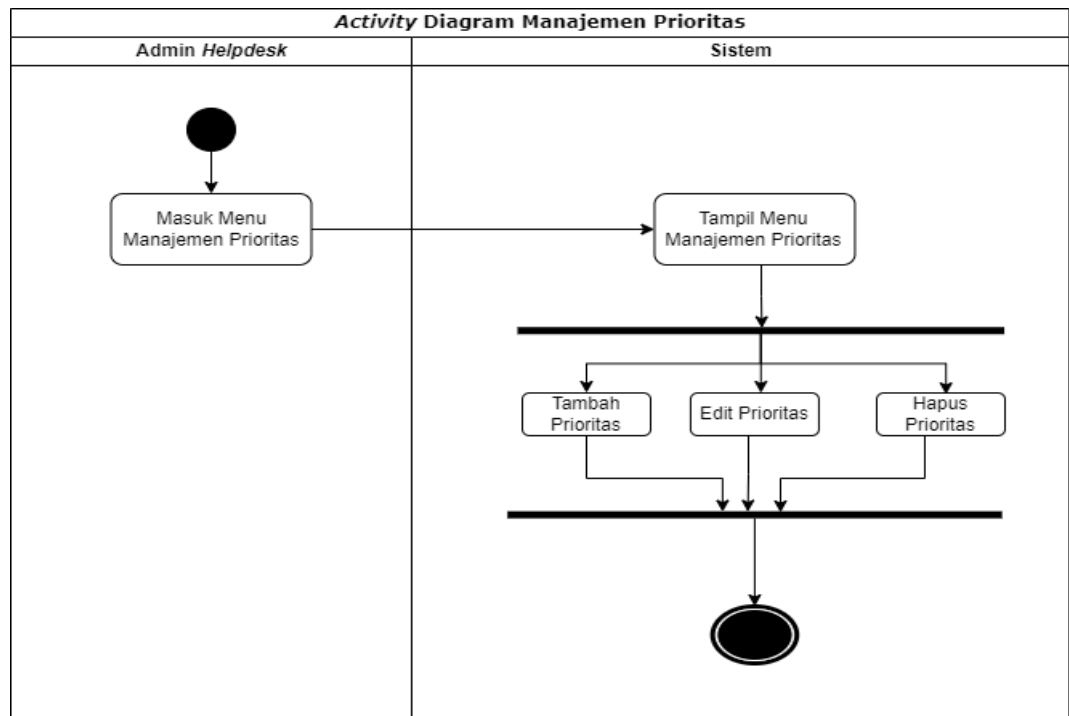 Activity Diagram Manajemen Prioritas
Admin Helpdesk
Sistem
Masuk Menu
Manajemen Prioritas
Tampil Menu
Manajemen Prioritas
Tambah
Prioritas
Edit Prioritas
Hapus
Prioritas